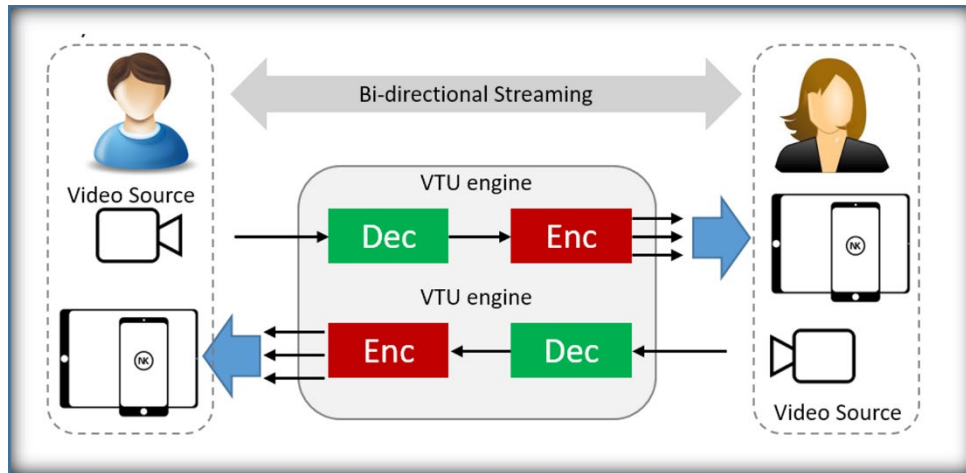 Bi-directional Streaming
Video Source
VTU engine
Dec
Enc
NK
VTU engine
Enc
Dec
NK
Video Source